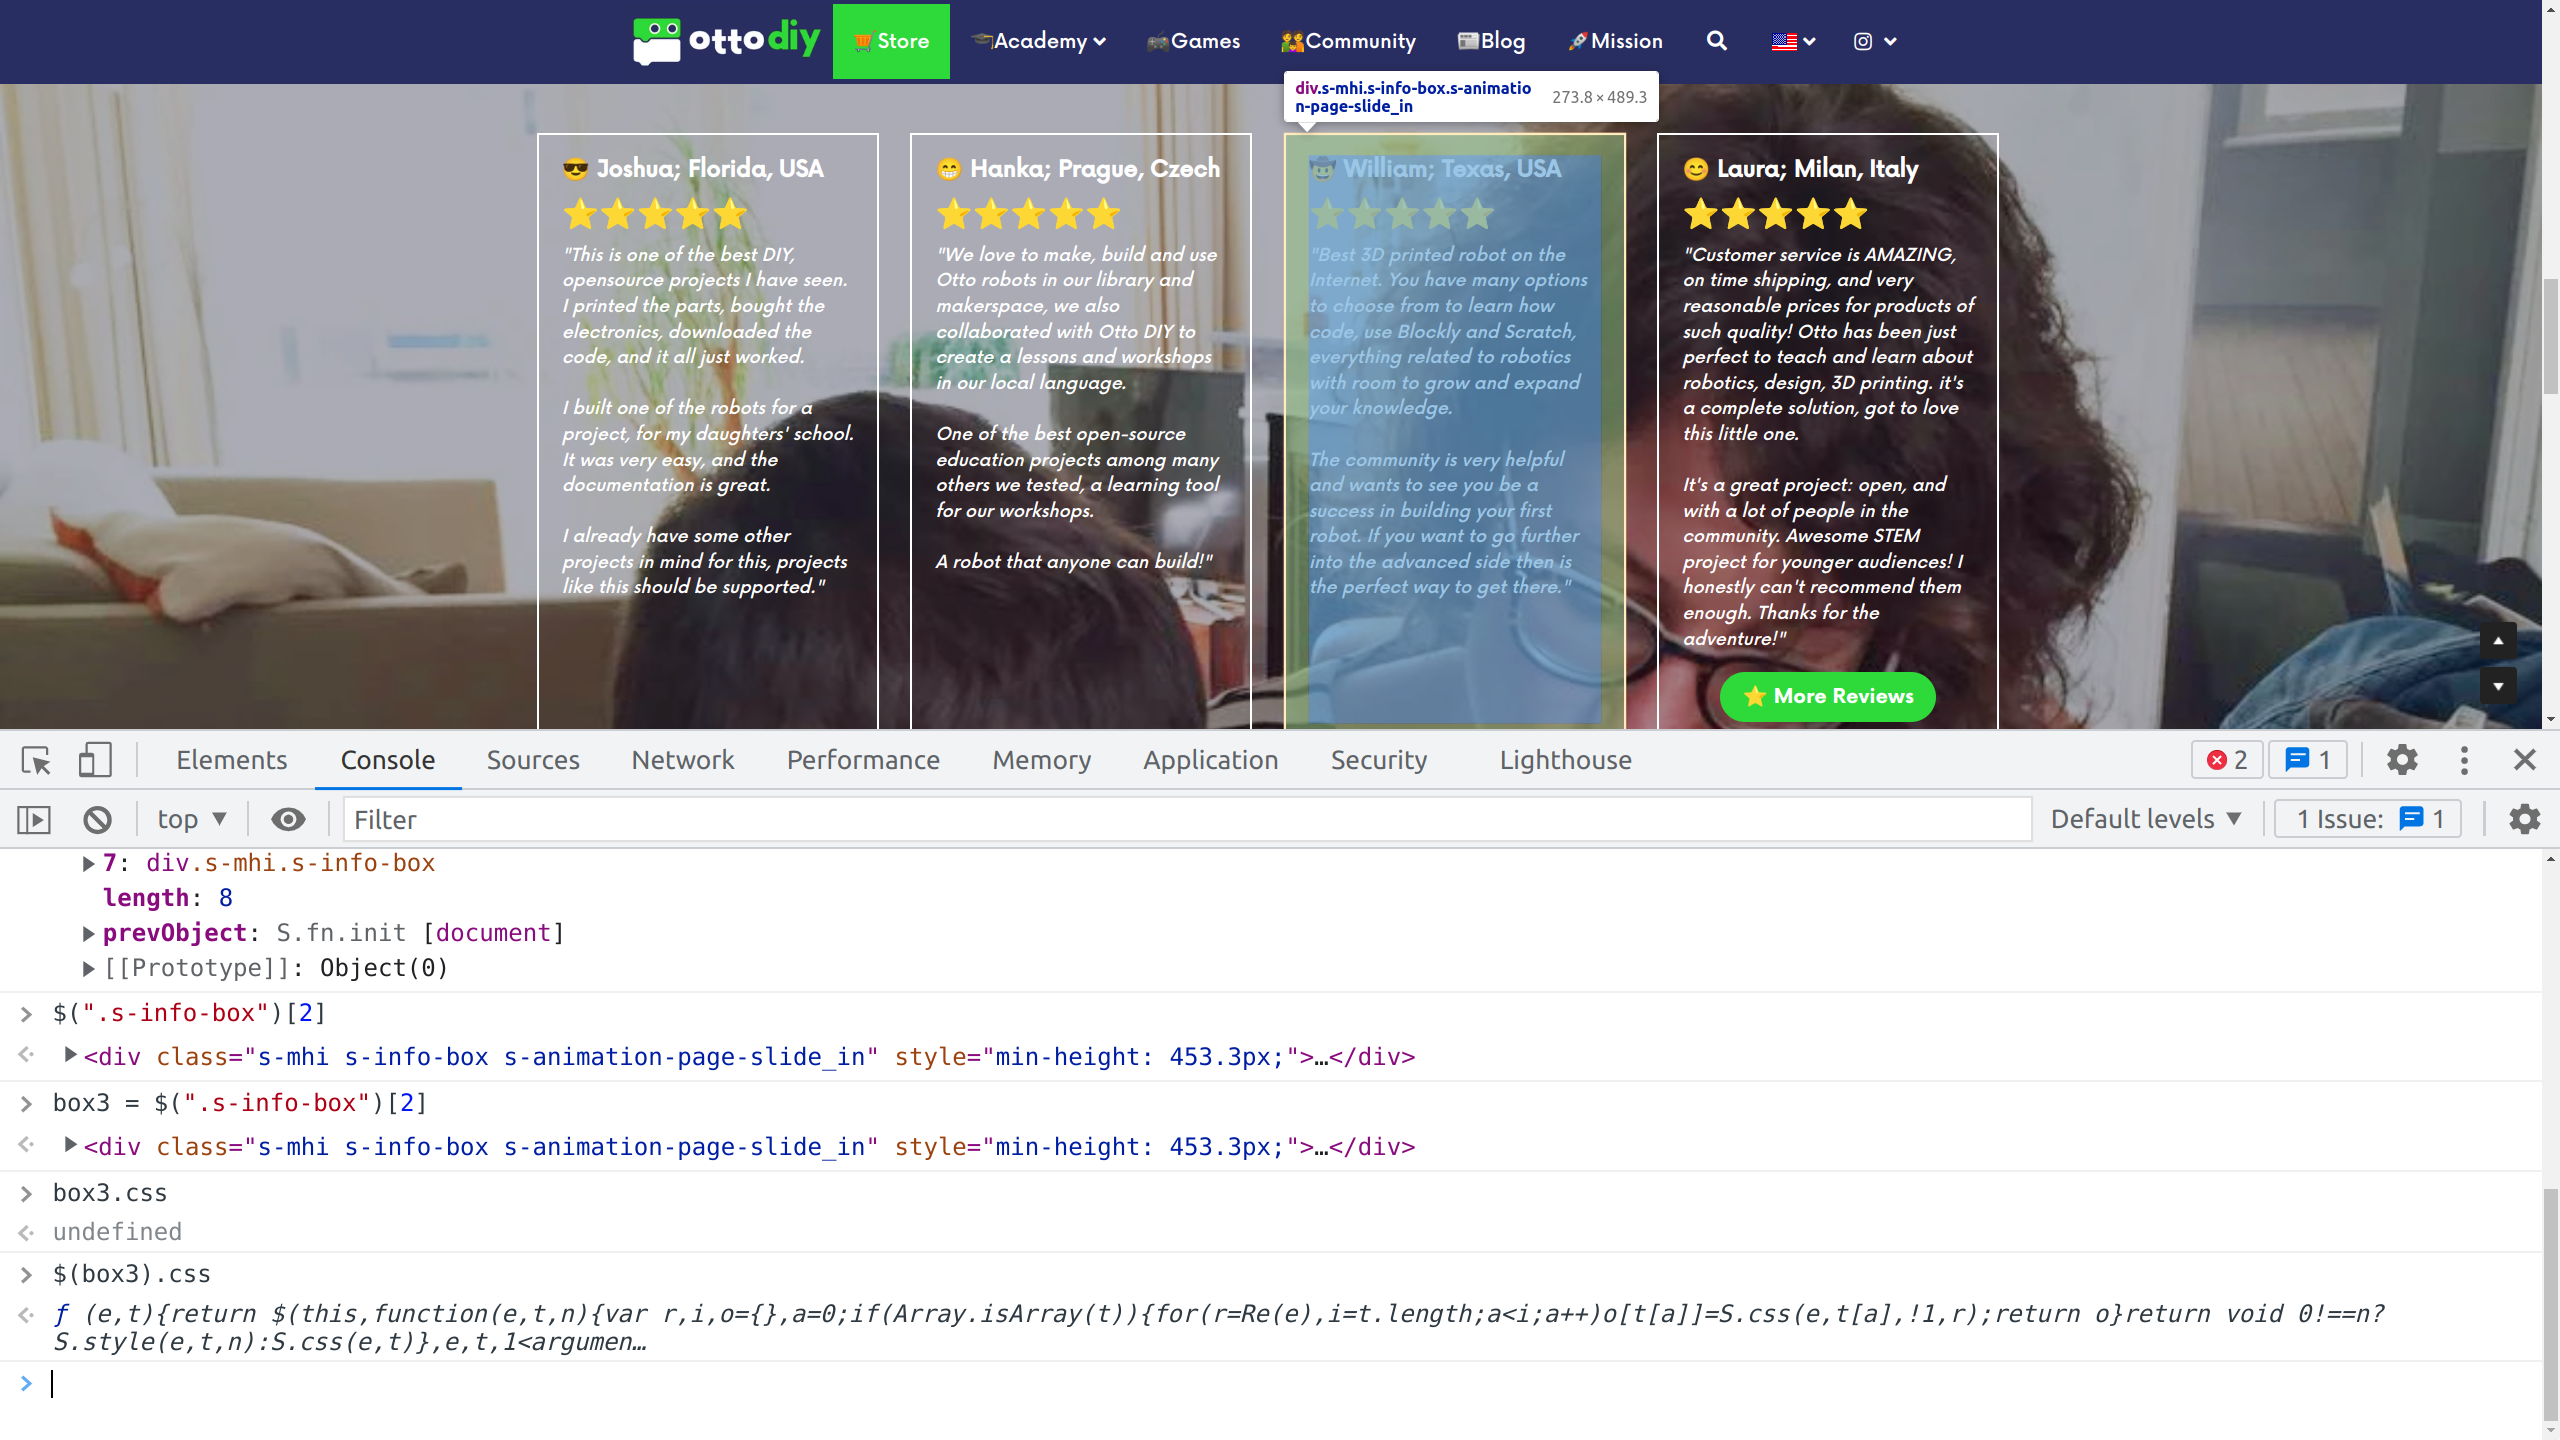 otto diy
Store
Academy
Games
Community
Blog
Mission
div.s-mhi.s-info-box.s-animatio
n-page-slide_in
273.8 × 489.3
Joshua; Florida, USA
"This is one of the best DIY,
opensource projects I have seen.
I printed the parts, bought the
electronics, downloaded the
code, and it all just worked.
I built one of the robots for a
project, for my daughters' school.
It was very easy, and the
documentation is great.
I already have some other
projects in mind for this, projects
like this should be supported."
Hanka; Prague, Czech
"We love to make, build and use
Otto robots in our library and
makerspace, we also
collaborated with Otto DIY to
create a lessons and workshops
in our local language.
One of the best open-source
education projects among many
others we tested, a learning tool
for our workshops.
A robot that anyone can build!"
William; Texas, USA
"Best 3D printed robot on the
Internet. You have many options
to choose from to learn how
code, use Blockly and Scratch,
everything related to robotics
with room to grow and expand
your knowledge.
The community is very helpful
and wants to see you be a
success in building your first
robot. If you want to go further
into the advanced side then is
the perfect way to get there."
Laura; Milan, Italy
"Customer service is AMAZING,
on time shipping, and very
reasonable prices for products of
such quality! Otto has been just
perfect to teach and learn about
robotics, design, 3D printing. it's
a complete solution, got to love
this little one.
It's a great project: open, and
with a lot of people in the
community. Awesome STEM
project for younger audiences! I
honestly can't recommend them
enough. Thanks for the
adventure!"
More Reviews
Elements
Console
Sources
Network
Performance
Memory
Application
Security
Lighthouse
2
1
top
Filter
Default levels
1 Issue: 1
7: div.s-mhi.s-info-box
length: 8
prevObject: S.fn.init [document]
[[Prototype]]: Object(0)
$(".s-info-box")[2]
<div class="s-mhi s-info-box s-animation-page-slide_in" style="min-height: 453.3px;">…</div>
box3 = $(".s-info-box")[2]
<div class="s-mhi s-info-box s-animation-page-slide_in" style="min-height: 453.3px;">…</div>
box3.css
undefined
$(box3).css
ƒ (e,t){return $(this,function(e,t,n){var r,i,o={},a=0;if(Array.isArray(t)){for(r=Re(e),i=t.length;a<i;a++)o[t[a]]=S.css(e,t[a],!1,r);return o}return void 0!==n?
S.style(e,t,n):S.css(e,t)},e,t,1<argumen…